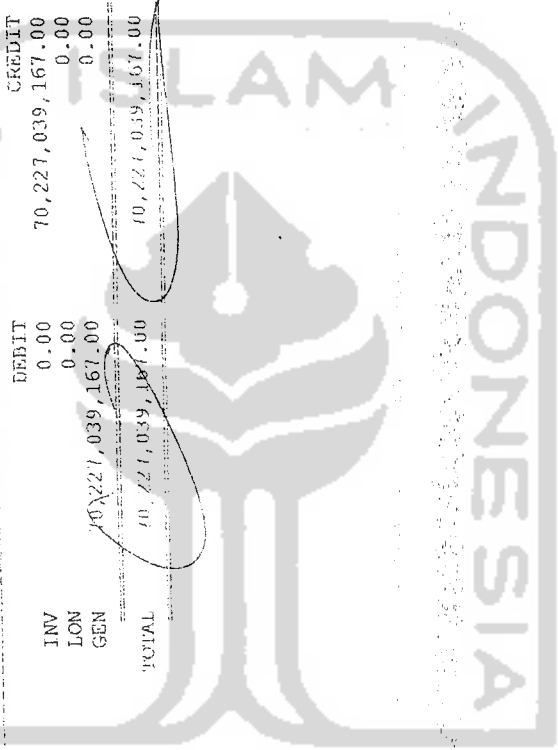 DEBIT CREDIT
INV 0.00 70,227,039,167.00
LON 0.00 0.00
GEN 70,227,039,167.00 0.00
TOTAL 70,227,039,167.00 70,227,039,167.00
ISLAM
INDONESIA